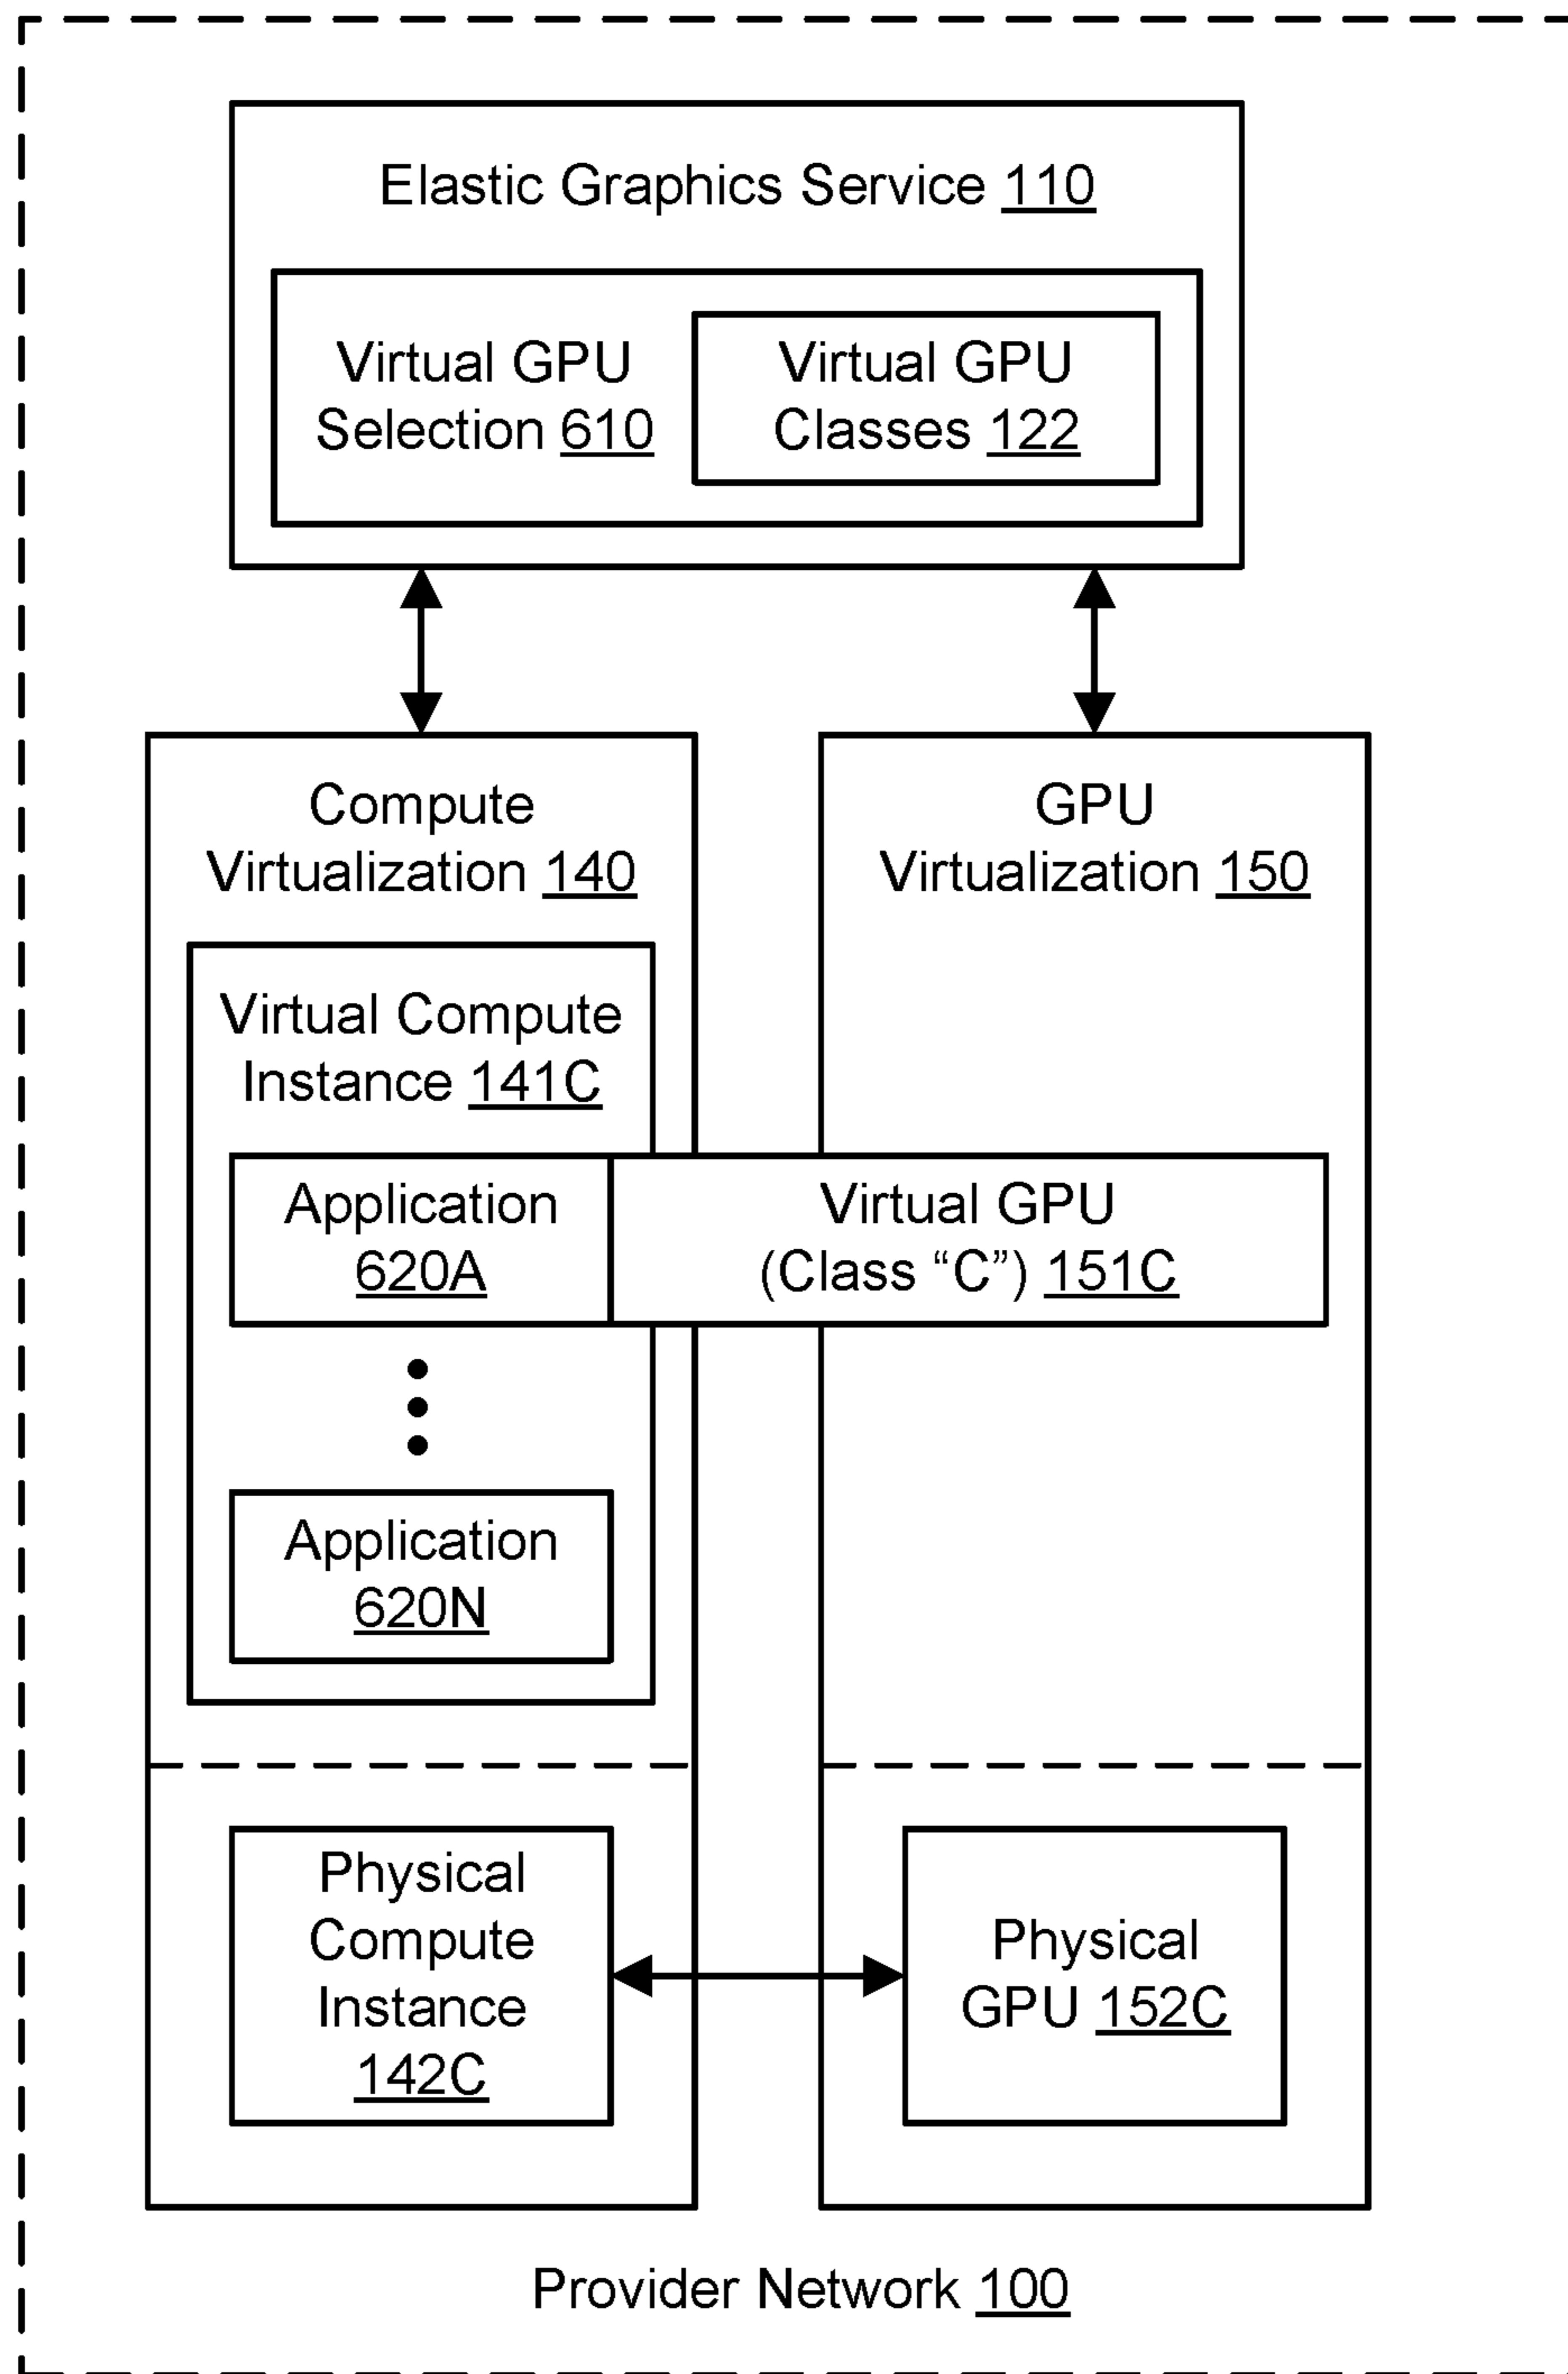 Elastic Graphics Service 110
Virtual GPU
Selection 610
Virtual GPU
Classes 122
Compute
Virtualization 140
GPU
Virtualization 150
Virtual Compute
Instance 141C
Application
620A
Virtual GPU
(Class “C”) 151C
Application
620N
Physical
Compute
Instance
142C
Physical
GPU 152C
Provider Network 100